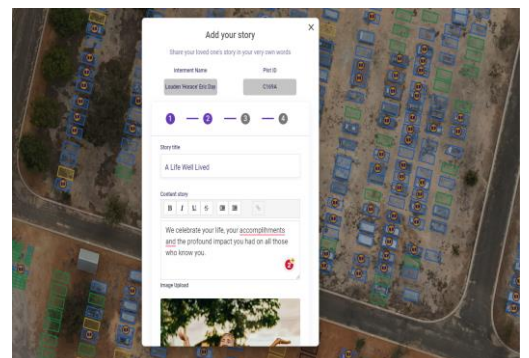 Add your story
X
Share your loved one's story in your very own words
Interment Name
Plot ID
1 2 3 4
Story title
A Life Well Lived
Content story
B I U S
We celebrate your life, your accomplishments
and the profound impact you had on all those
who know you.
Image Upload